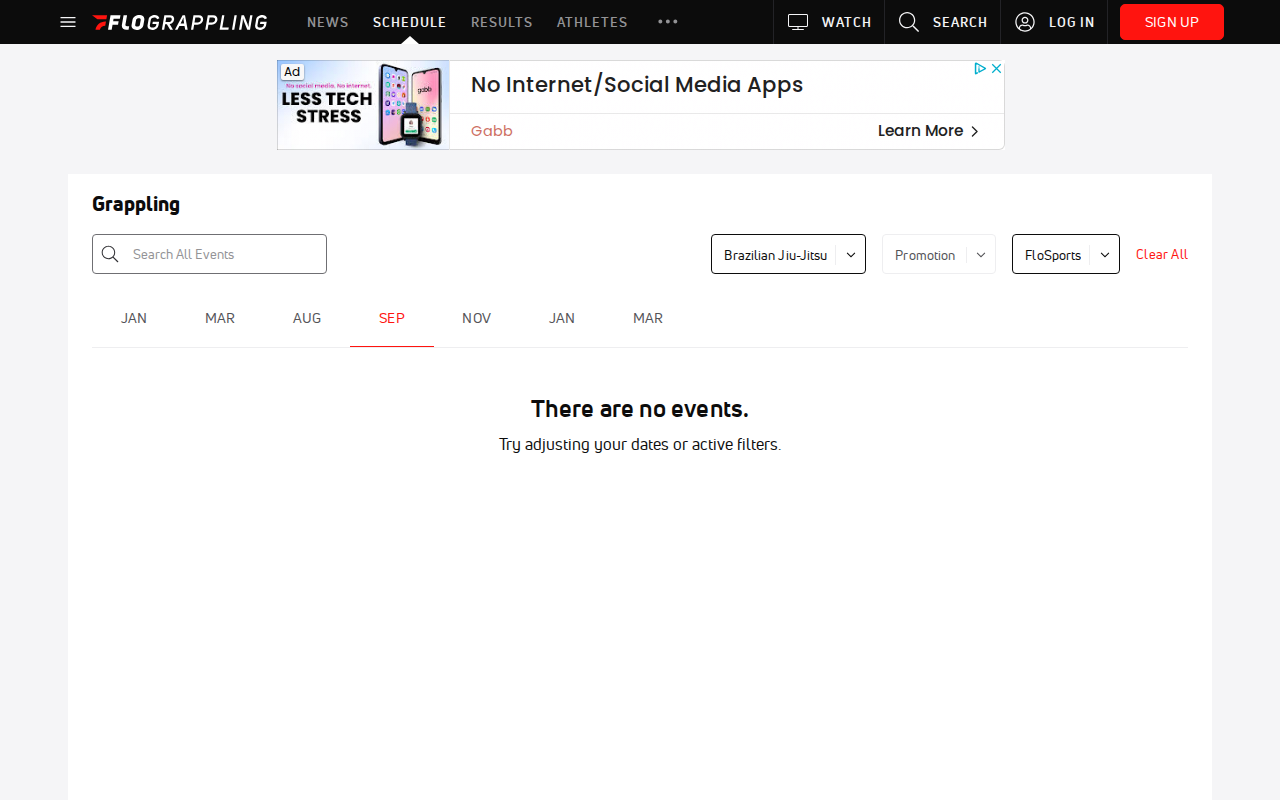 FLOGRAPPLING
NEWS
SCHEDULE
RESULTS
ATHLETES
WATCH
SEARCH
LOG IN
SIGN UP
Ad
No social media. No internet.
LESS TECH
STRESS
gabb
No Internet/Social Media Apps
Gabb
Learn More
Grappling
Search All Events
Brazilian Jiu-Jitsu
Promotion
FloSports
Clear All
JAN
MAR
AUG
SEP
NOV
JAN
MAR
There are no events.
Try adjusting your dates or active filters.